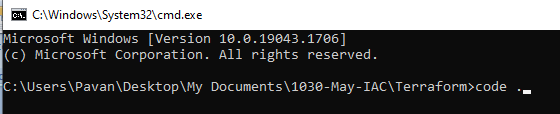 C:\Windows\System32\cmd.exe
Microsoft Windows [Version 10.0.19043.1706]
(c) Microsoft Corporation. All rights reserved.
C:\Users\Pavan\Desktop\My Documents\1030-May-IAC\Terraform>code .